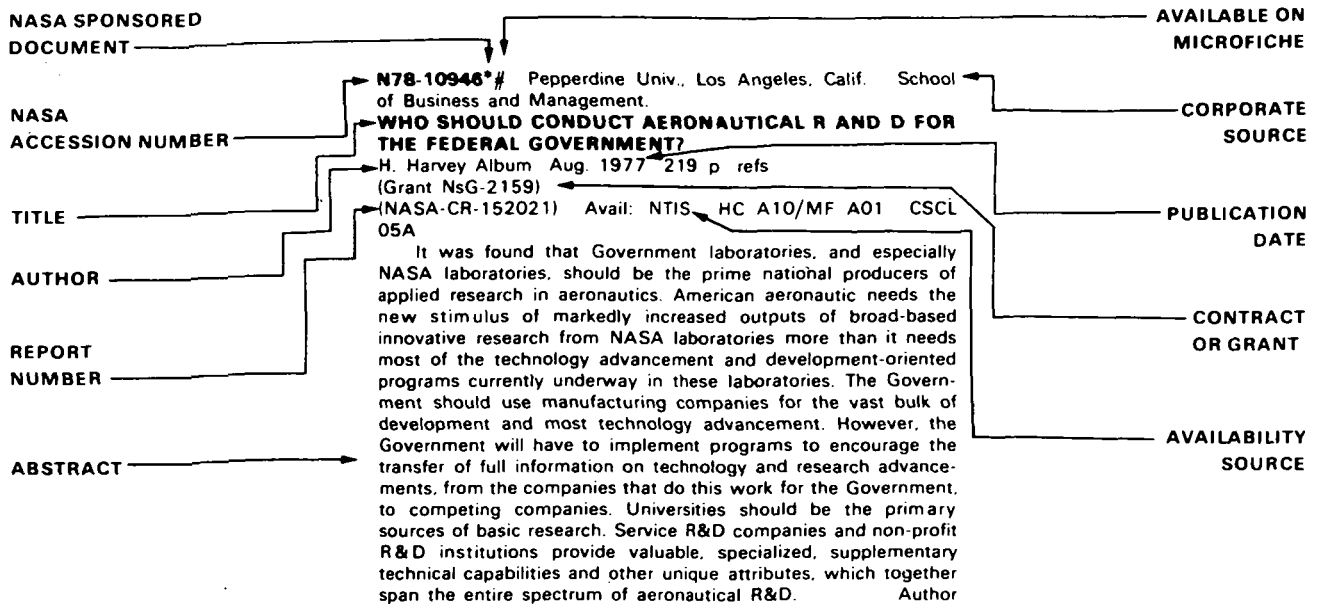 NASA SPONSORED
DOCUMENT
AVAILABLE ON
MICROFICHE
NASA
ACCESSION NUMBER
TITLE
AUTHOR
REPORT
NUMBER
ABSTRACT
N78-10946*# Pepperdine Univ., Los Angeles, Calif. School
of Business and Management.
WHO SHOULD CONDUCT AERONAUTICAL R AND D FOR
THE FEDERAL GOVERNMENT?
H. Harvey Album Aug. 1977 219 p refs
(Grant NsG-2159)
(NASA-CR-152021) Avail: NTIS HC A10/MF A01 CSCL
05A
It was found that Government laboratories, and especially
NASA laboratories, should be the prime national producers of
applied research in aeronautics. American aeronautic needs the
new stimulus of markedly increased outputs of broad-based
innovative research from NASA laboratories more than it needs
most of the technology advancement and development-oriented
programs currently underway in these laboratories. The Govern-
ment should use manufacturing companies for the vast bulk of
development and most technology advancement. However, the
Government will have to implement programs to encourage the
transfer of full information on technology and research advance-
ments, from the companies that do this work for the Government,
to competing companies. Universities should be the primary
sources of basic research. Service R&D companies and non-profit
R&D institutions provide valuable, specialized, supplementary
technical capabilities and other unique attributes, which together
span the entire spectrum of aeronautical R&D. Author
CORPORATE
SOURCE
PUBLICATION
DATE
CONTRACT
OR GRANT
AVAILABILITY
SOURCE